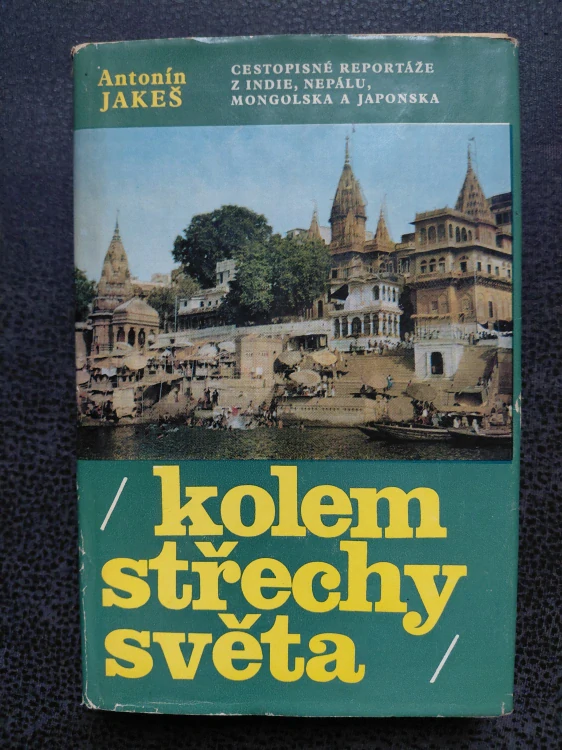 Antonín
JAKEŠ
CESTOPISNÉ REPORTÁŽE
Z INDIE, NEPÁLU,
MONGOLSKA A JAPONSKA
/ kolem
střechy
světa /